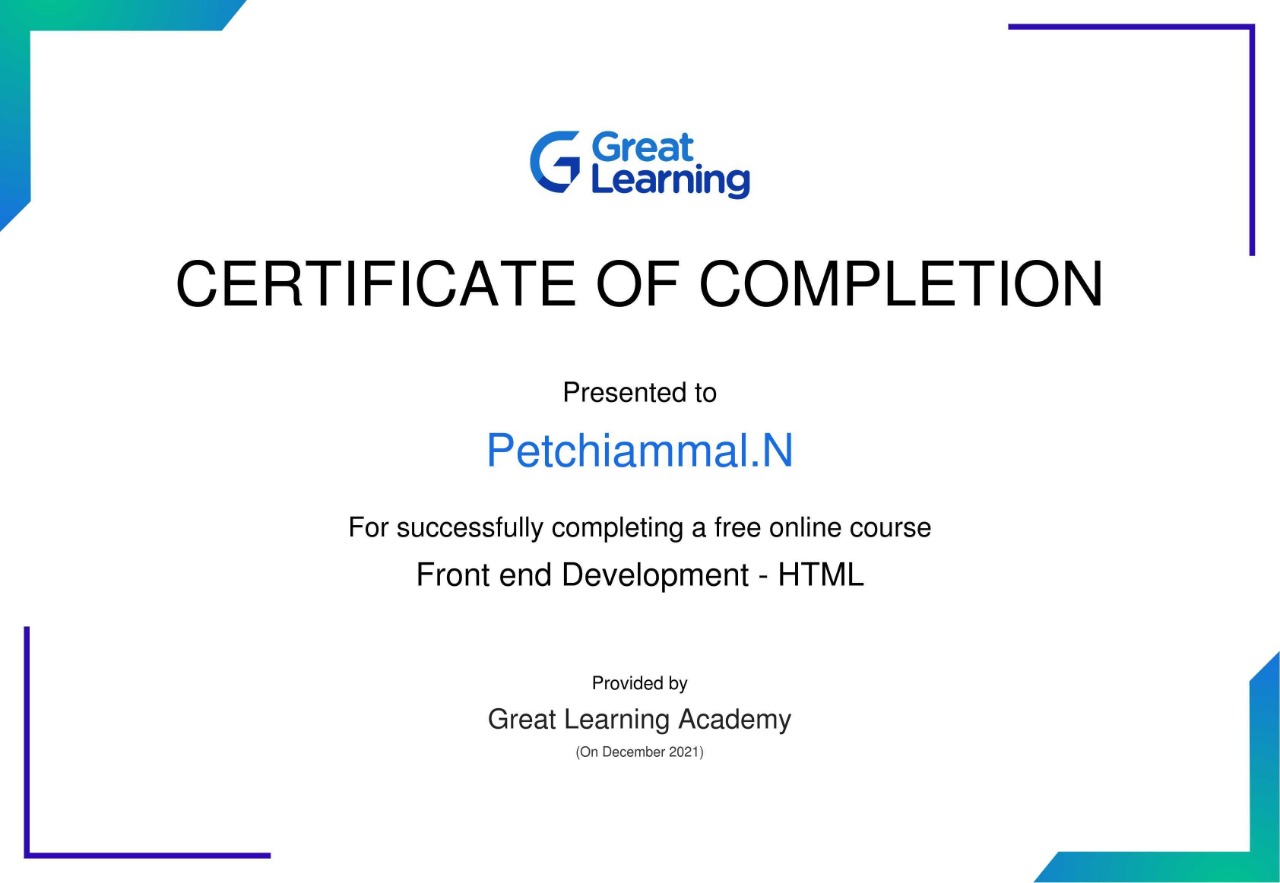 Great
Learning
CERTIFICATE OF COMPLETION
Presented to
Petchiammal.N
For successfully completing a free online course
Front end Development - HTML
Provided by
Great Learning Academy
(On December 2021)